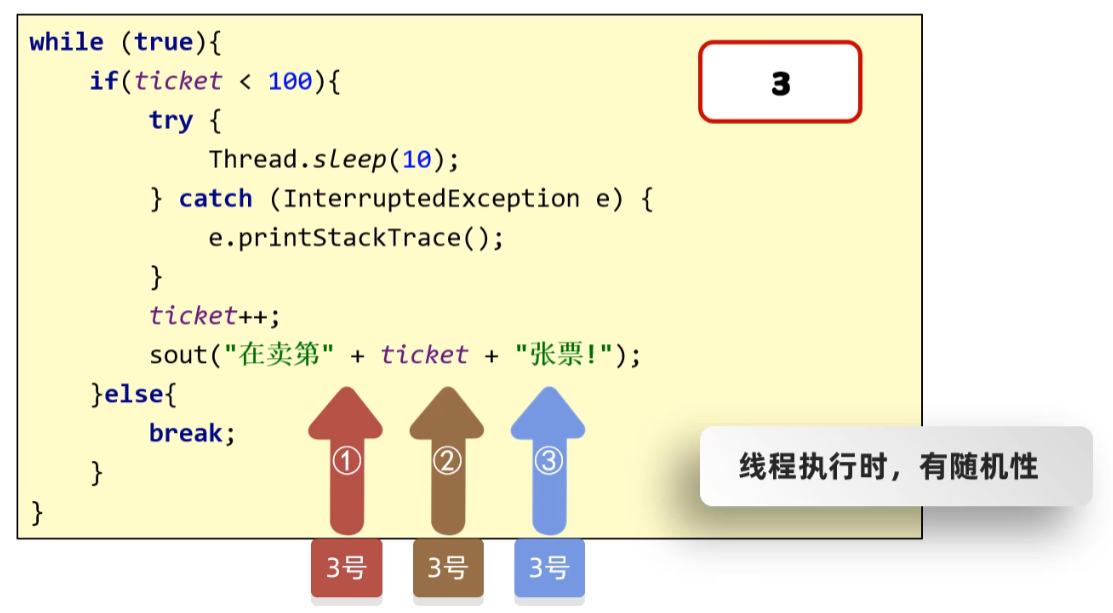 while (true){
if(ticket < 100){
3
try {
Thread.sleep(10);
} catch (InterruptedException e) {
e.printStackTrace();
}
ticket++;
sout("在卖第" + ticket + "张票!");
}else{
break;
}
}
① ② ③
线程执行时，有随机性
3号 3号 3号